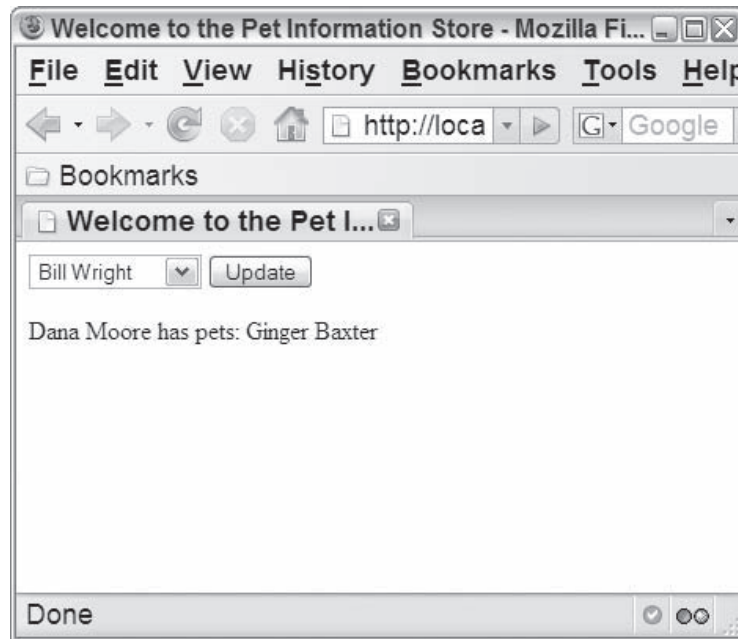 Welcome to the Pet Information Store - Mozilla Fi...
File Edit View History Bookmarks Tools Help
http://loca G Google
Bookmarks
Welcome to the Pet I...
Bill Wright Update
Dana Moore has pets: Ginger Baxter
Done